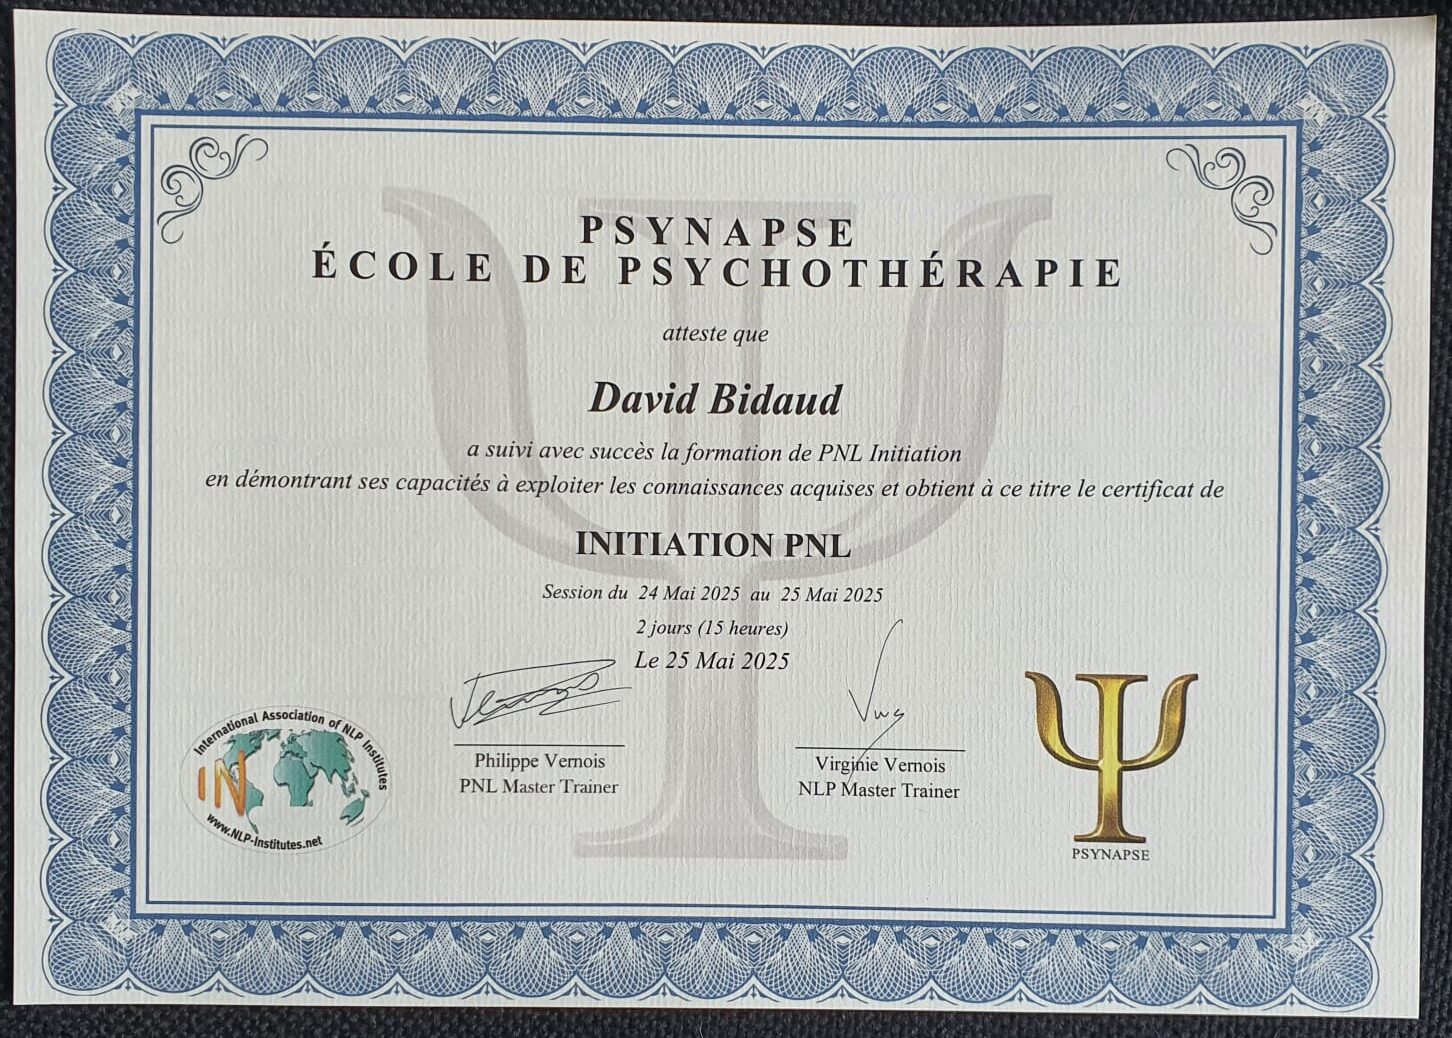 PSYNAPSE
ÉCOLE DE PSYCHOTHÉRAPIE
atteste que
David Bidaud
a suivi avec succès la formation de PNL Initiation
en démontrant ses capacités à exploiter les connaissances acquises et obtient à ce titre le certificat de
INITIATION PNL
Session du 24 Mai 2025 au 25 Mai 2025
2 jours (15 heures)
Le 25 Mai 2025
International Association of NLP Institutes
IN
www.NLP-Institutes.net
Philippe Vernois
PNL Master Trainer
Virginie Vernois
NLP Master Trainer
PSYNAPSE